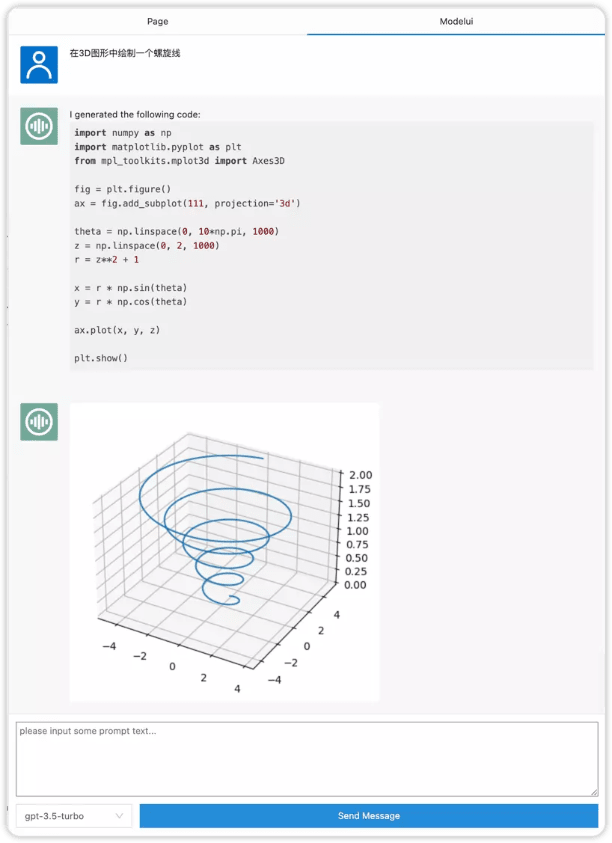 Page
Modelui
在3D图形中绘制一个螺旋线
I generated the following code:
import numpy as np
import matplotlib.pyplot as plt
from mpl_toolkits.mplot3d import Axes3D
fig = plt.figure()
ax = fig.add_subplot(111, projection='3d')
theta = np.linspace(0, 10*np.pi, 1000)
z = np.linspace(0, 2, 1000)
r = z**2 + 1
x = r * np.sin(theta)
y = r * np.cos(theta)
ax.plot(x, y, z)
plt.show()
2.00
1.75
1.50
1.25
1.00
0.75
0.50
0.25
0.00
−4
−2
0
2
4
4
2
0
−2
−4
please input some prompt text...
gpt-3.5-turbo
Send Message